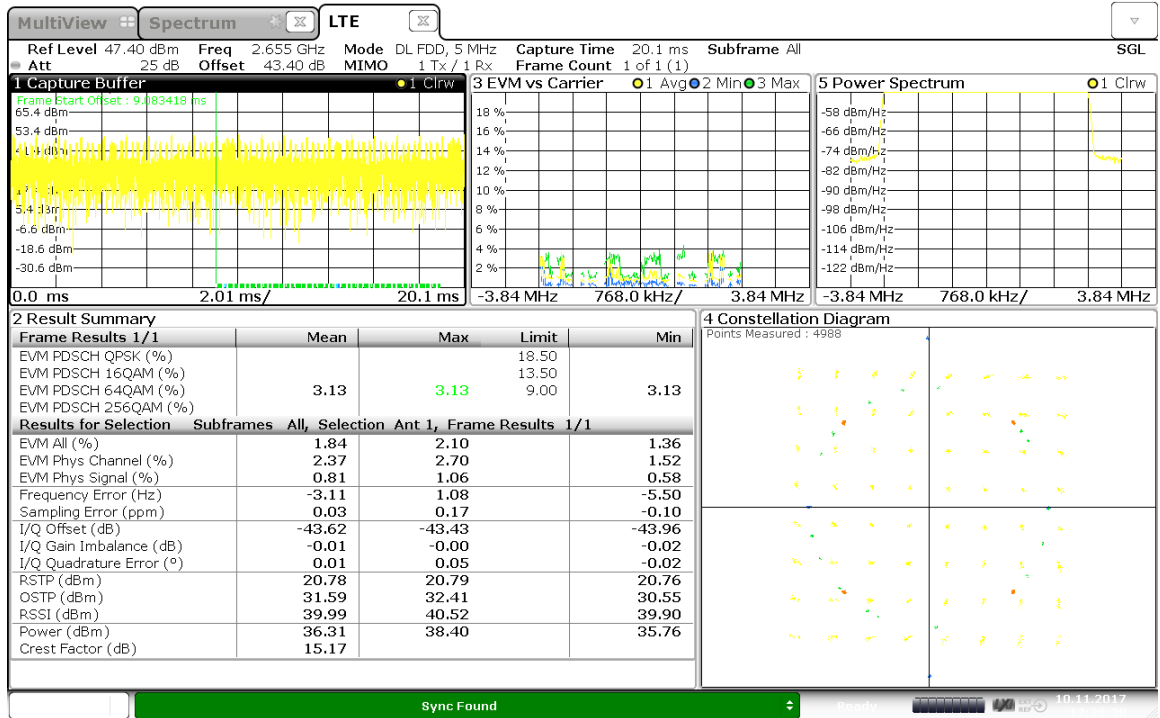 MultiView Spectrum LTE
Ref Level 47.40 dBm Freq 2.655 GHz Mode DL FDD, 5 MHz Capture Time 20.1 ms Subframe All SGL
Att 25 dB Offset 43.40 dB MIMO 1 Tx / 1 Rx Frame Count 1 of 1 (1)
1 Capture Buffer 1 Clrw
Frame Start Offset : 9.083418 ms
65.4 dBm
53.4 dBm
5.4 dBm
-6.6 dBm
-18.6 dBm
-30.6 dBm
0.0 ms 2.01 ms/ 20.1 ms
3 EVM vs Carrier 1 Avg 2 Min 3 Max
18 %
16 %
14 %
12 %
10 %
8 %
6 %
4 %
2 %
-3.84 MHz 768.0 kHz/ 3.84 MHz
5 Power Spectrum 1 Clrw
-58 dBm/Hz
-66 dBm/Hz
-74 dBm/Hz
-82 dBm/Hz
-90 dBm/Hz
-98 dBm/Hz
-106 dBm/Hz
-114 dBm/Hz
-122 dBm/Hz
-3.84 MHz 768.0 kHz/ 3.84 MHz
2 Result Summary
Frame Results 1/1 Mean Max Limit Min
EVM PDSCH QPSK (%) 18.50
EVM PDSCH 16QAM (%) 13.50
EVM PDSCH 64QAM (%) 3.13 3.13 9.00 3.13
EVM PDSCH 256QAM (%)
Results for Selection Subframes All, Selection Ant 1, Frame Results 1/1
EVM All (%) 1.84 2.10 1.36
EVM Phys Channel (%) 2.37 2.70 1.52
EVM Phys Signal (%) 0.81 1.06 0.58
Frequency Error (Hz) -3.11 1.08 -5.50
Sampling Error (ppm) 0.03 0.17 -0.10
I/Q Offset (dB) -43.62 -43.43 -43.96
I/Q Gain Imbalance (dB) -0.01 -0.00 -0.02
I/Q Quadrature Error (°) 0.01 0.05 -0.02
RSTP (dBm) 20.78 20.79 20.76
OSTP (dBm) 31.59 32.41 30.55
RSSI (dBm) 39.99 40.52 39.90
Power (dBm) 36.31 38.40 35.76
Crest Factor (dB) 15.17
4 Constellation Diagram
Points Measured : 4988
Sync Found Ready 10.11.2017